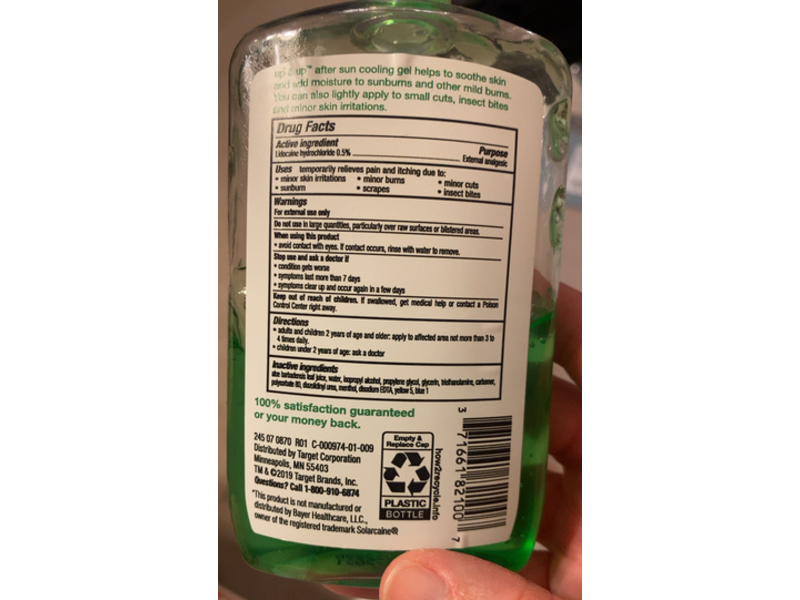 up & up™ after sun cooling gel helps to soothe skin
and add moisture to sunburns and other mild burns.
You can also lightly apply to small cuts, insect bites
and minor skin irritations.
Drug Facts
Active ingredient Purpose
Lidocaine hydrochloride 0.5% External analgesic
Uses temporarily relieves pain and itching due to:
• minor skin irritations • minor burns • minor cuts
• sunburn • scrapes • insect bites
Warnings
For external use only
Do not use in large quantities, particularly over raw surfaces or blistered areas.
When using this product
• avoid contact with eyes. If contact occurs, rinse with water to remove.
Stop use and ask a doctor if
• condition gets worse
• symptoms last more than 7 days
• symptoms clear up and occur again in a few days
Keep out of reach of children. If swallowed, get medical help or contact a Poison
Control Center right away.
Directions
• adults and children 2 years of age and older: apply to affected area not more than 3 to
4 times daily.
• children under 2 years of age: ask a doctor
Inactive ingredients
aloe barbadensis leaf juice, water, isopropyl alcohol, propylene glycol, glycerin, triethanolamine, carbomer,
polysorbate 80, diazolidinyl urea, menthol, disodium EDTA, yellow 5, blue 1
100% satisfaction guaranteed
or your money back.
245 07 0870 R01 C-000974-01-009
Distributed by Target Corporation
Minneapolis, MN 55403
TM & ©2019 Target Brands, Inc.
Questions? Call 1-800-910-6874
*This product is not manufactured or
distributed by Bayer Healthcare, LLC.,
owner of the registered trademark Solarcaine®
Empty &
Replace Cap
PLASTIC
BOTTLE
how2recycle.info
3 71661 82100 7